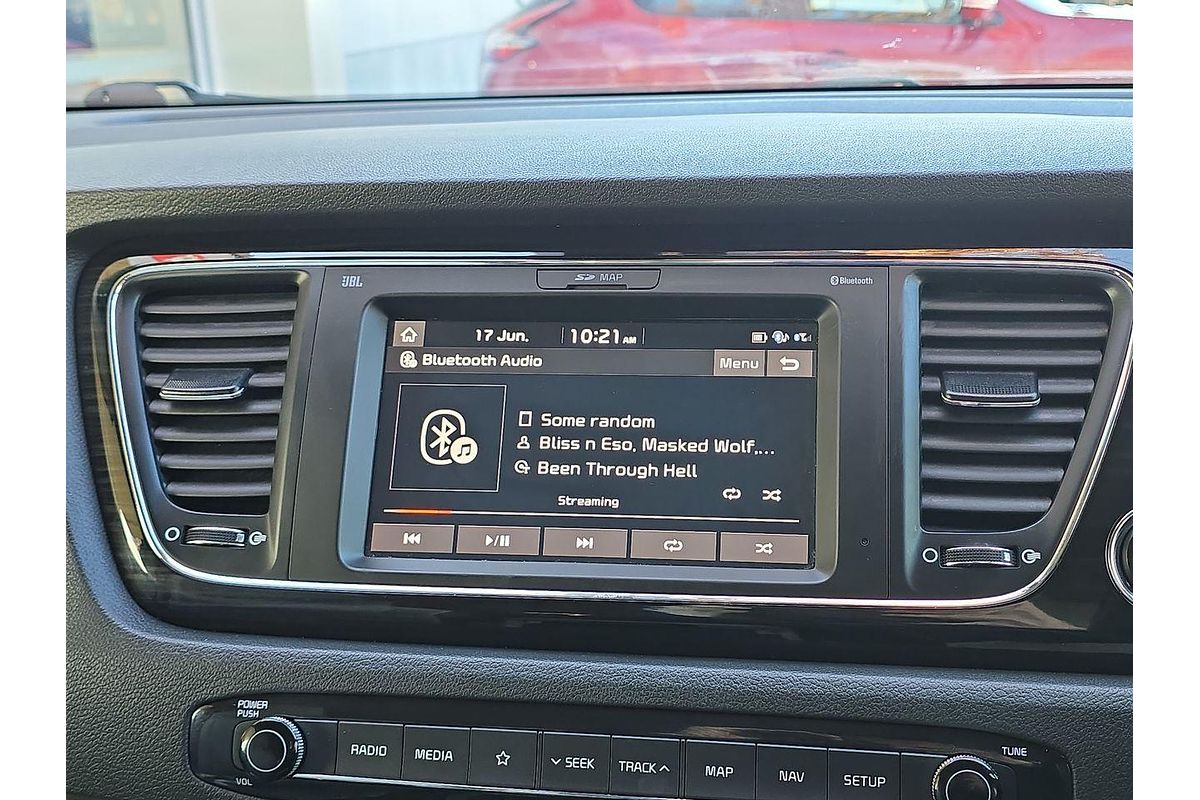 JBL
SD MAP
Bluetooth
17 Jun. 10:21 AM
Bluetooth Audio
Menu
Some random
Bliss n Eso, Masked Wolf,...
Been Through Hell
Streaming
POWER
PUSH
VOL
RADIO
MEDIA
SEEK
TRACK
MAP
NAV
SETUP
TUNE